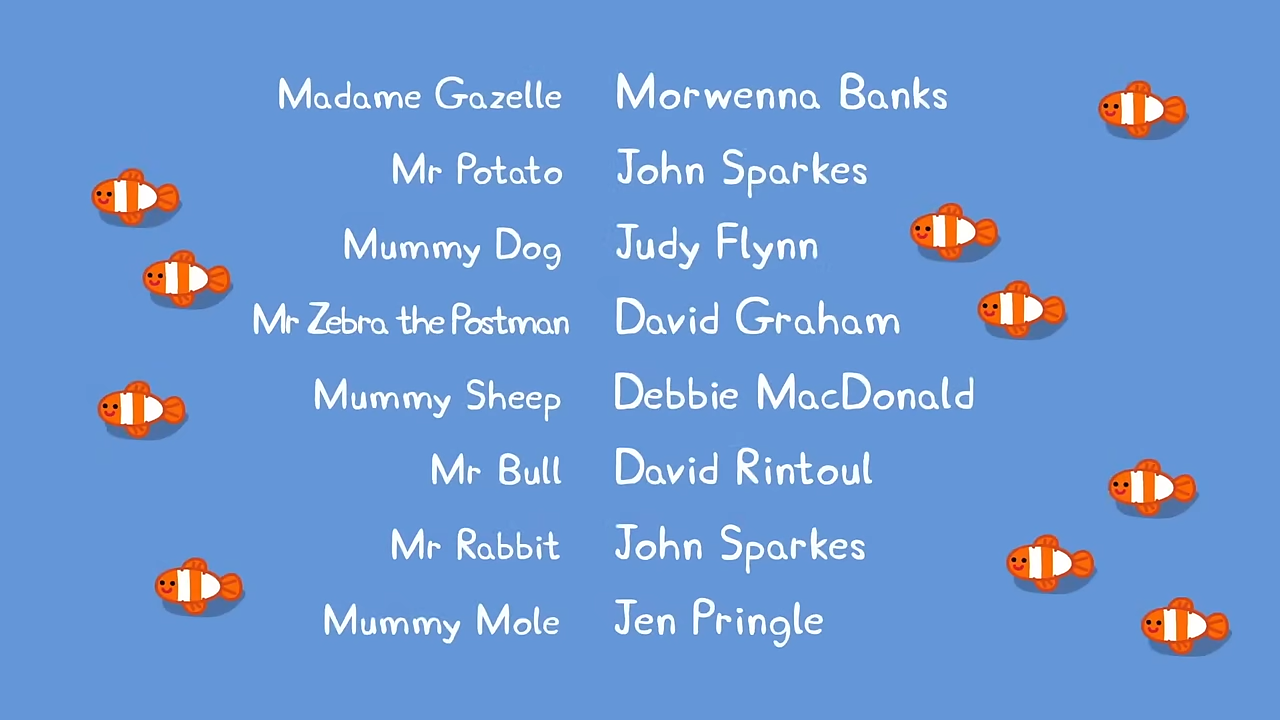 Madame Gazelle Morwenna Banks
Mr Potato John Sparkes
Mummy Dog Judy Flynn
Mr Zebra the Postman David Graham
Mummy Sheep Debbie MacDonald
Mr Bull David Rintoul
Mr Rabbit John Sparkes
Mummy Mole Jen Pringle